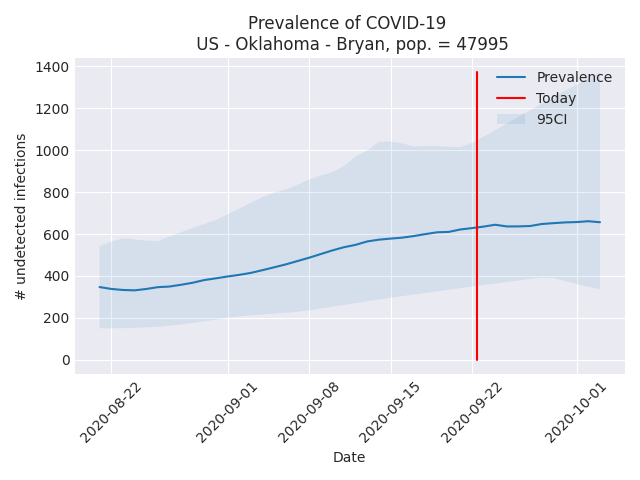 Prevalence of COVID-19
US - Oklahoma - Bryan, pop. = 47995
1400
1200
1000
800
600
400
200
0
# undetected infections
Prevalence
Today
95CI
2020-08-22
2020-09-01
2020-09-08
2020-09-15
2020-09-22
2020-10-01
Date